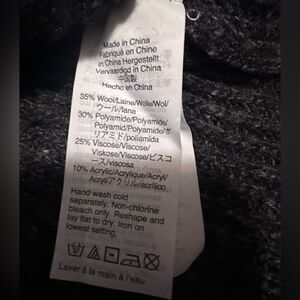 Made in China
Fabriqué en Chine
in China Hergestellt
Vervaardigd in China
中国製
Hecho en China
35% Wool/Laine/Wolle/Wol/
ウール/lana
30% Polyamide/Polyamide/
Polyamid/Polyamide/ポ
リアミド/poliamida
25% Viscose/Viscose/
Viskose/Viscose/ビスコ
ース/viscosa
10% Acrylic/Acrylique/Acryl/
Acryl/アクリル/acrílico
Hand wash cold
separately. Non-chlorine
bleach only. Reshape and
lay flat to dry. Iron on
lowest setting.
Laver à la main à l'eau